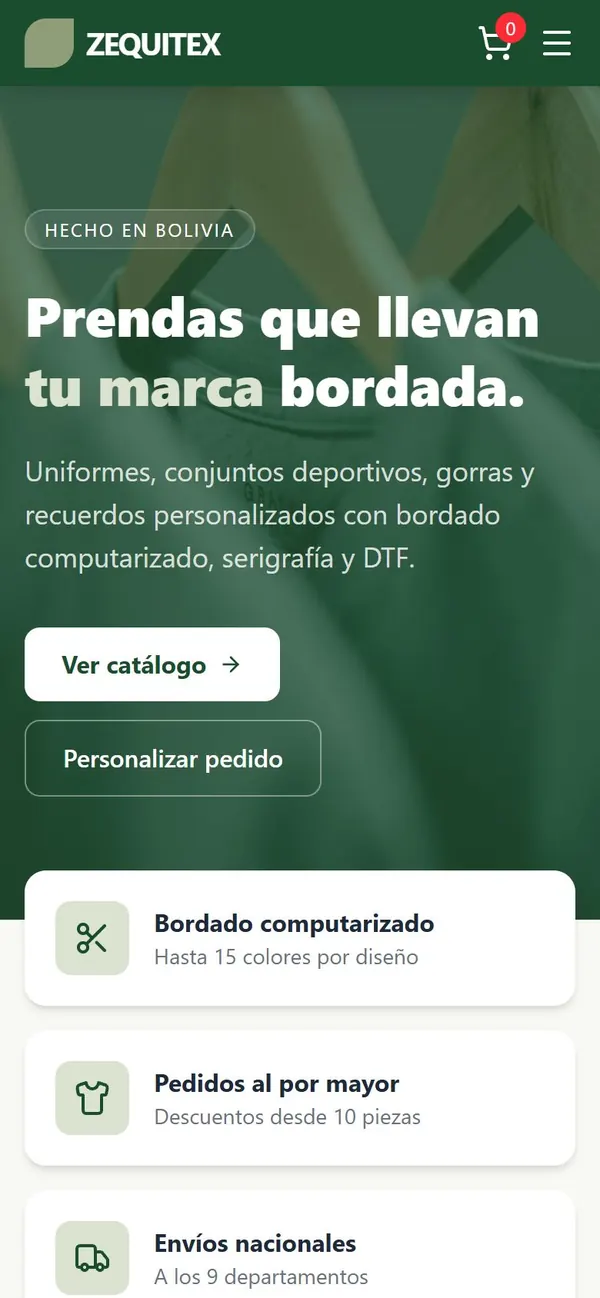 ZEQUITEX
0
HECHO EN BOLIVIA
Prendas que llevan
tu marca bordada.
Uniformes, conjuntos deportivos, gorras y
recuerdos personalizados con bordado
computarizado, serigrafía y DTF.
Ver catálogo →
Personalizar pedido
Bordado computarizado
Hasta 15 colores por diseño
Pedidos al por mayor
Descuentos desde 10 piezas
Envíos nacionales
A los 9 departamentos